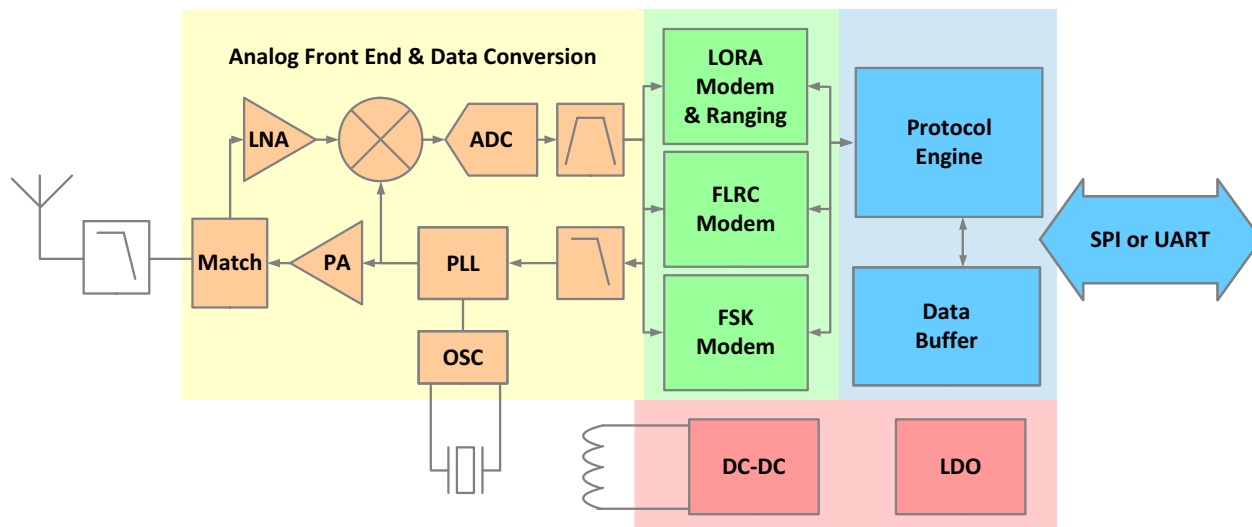 Analog Front End & Data Conversion
LNA
ADC
LORA
Modem
& Ranging
Protocol
Engine
FLRC
Modem
SPI or UART
Match
PA
PLL
OSC
FSK
Modem
Data
Buffer
DC-DC
LDO